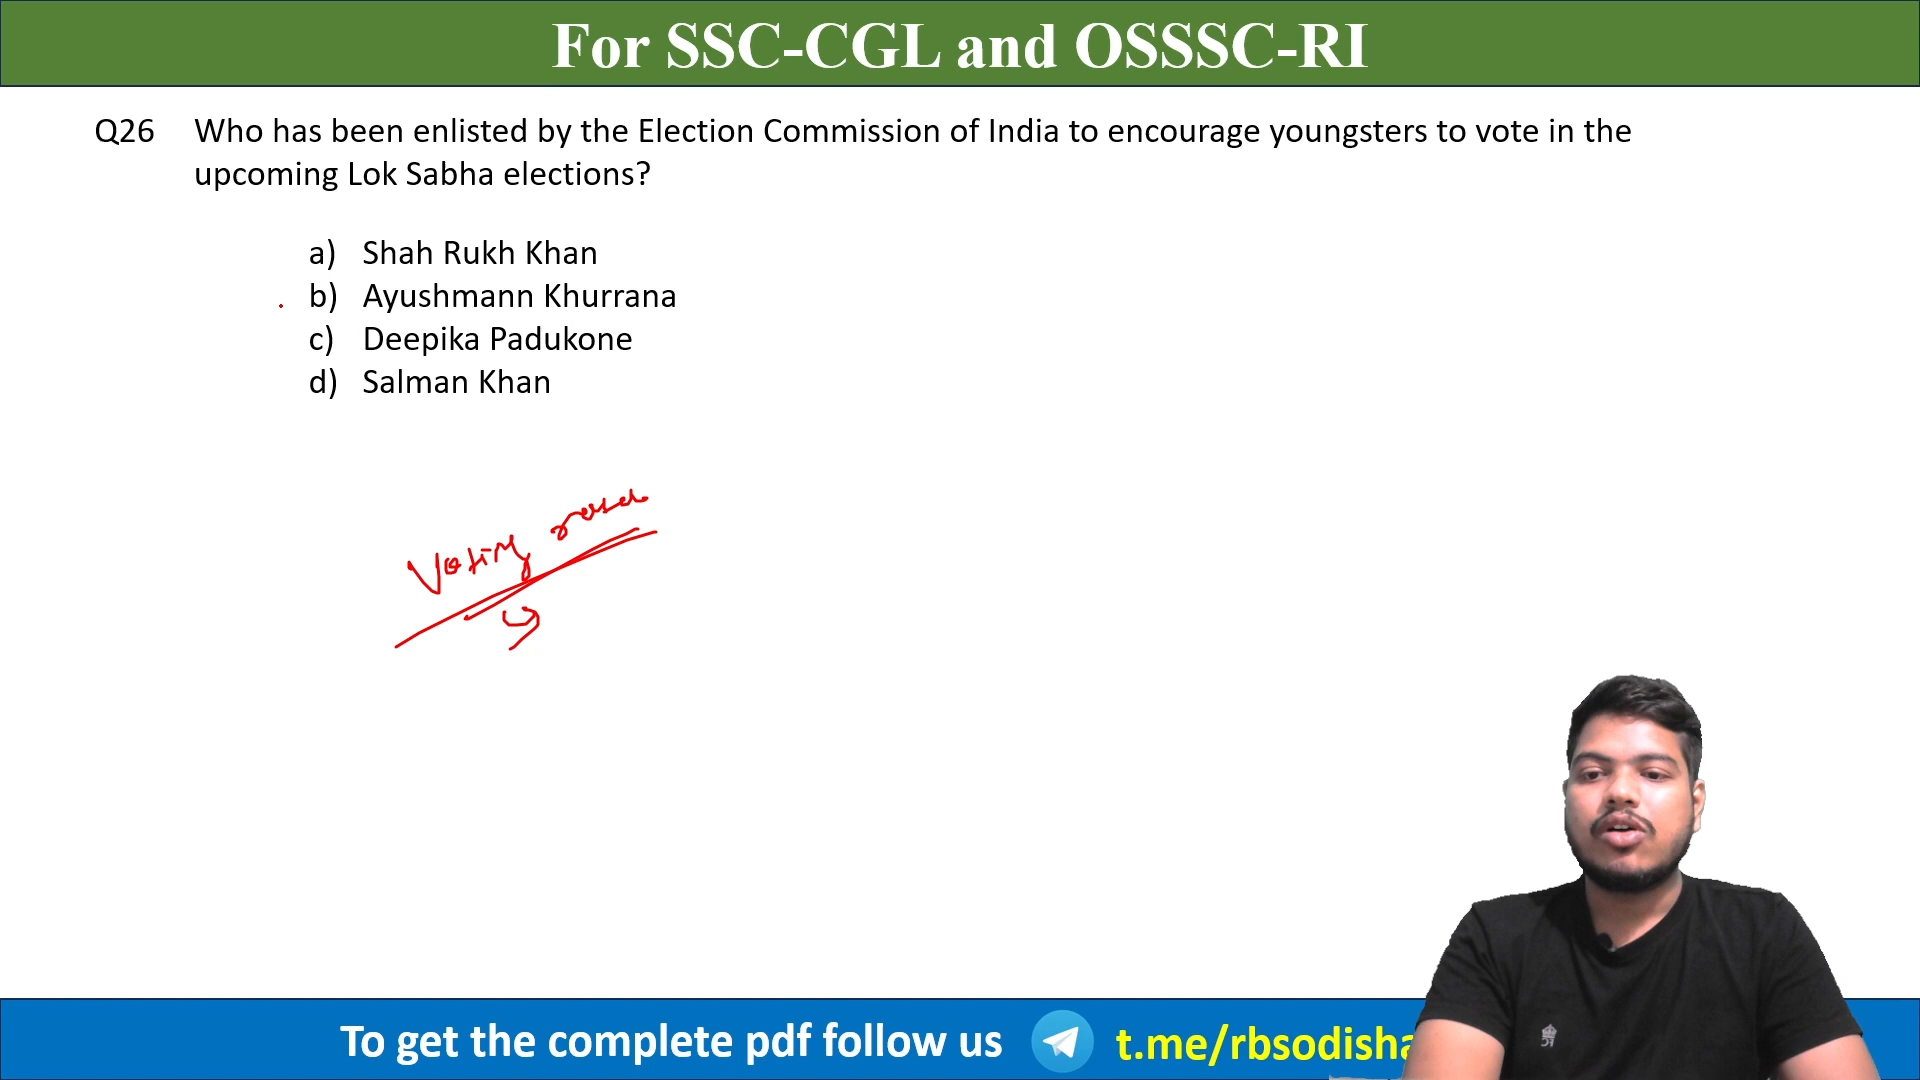 For SSC-CGL and OSSSC-RI
Q26 Who has been enlisted by the Election Commission of India to encourage youngsters to vote in the
upcoming Lok Sabha elections?
a) Shah Rukh Khan
b) Ayushmann Khurrana
c) Deepika Padukone
d) Salman Khan
Voting
To get the complete pdf follow us t.me/rbsodisha